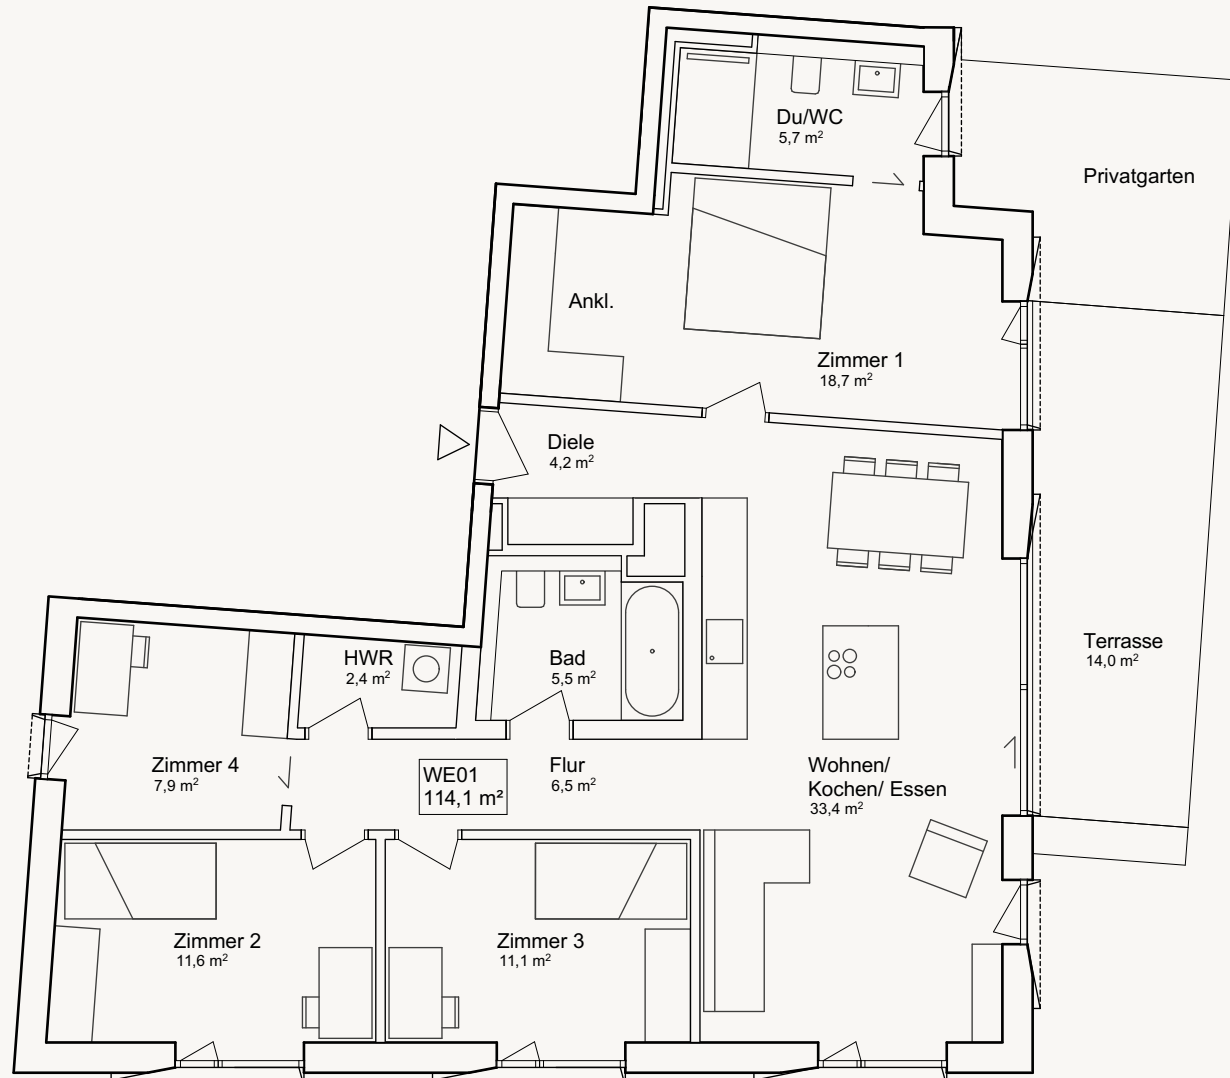 Du/WC
5,7 m²
Privatgarten
Ankl.
Zimmer 1
18,7 m²
Diele
4,2 m²
Terrasse
14,0 m²
HWR
2,4 m²
Bad
5,5 m²
Zimmer 4
7,9 m²
WE01
114,1 m²
Flur
6,5 m²
Wohnen/
Kochen/ Essen
33,4 m²
Zimmer 2
11,6 m²
Zimmer 3
11,1 m²